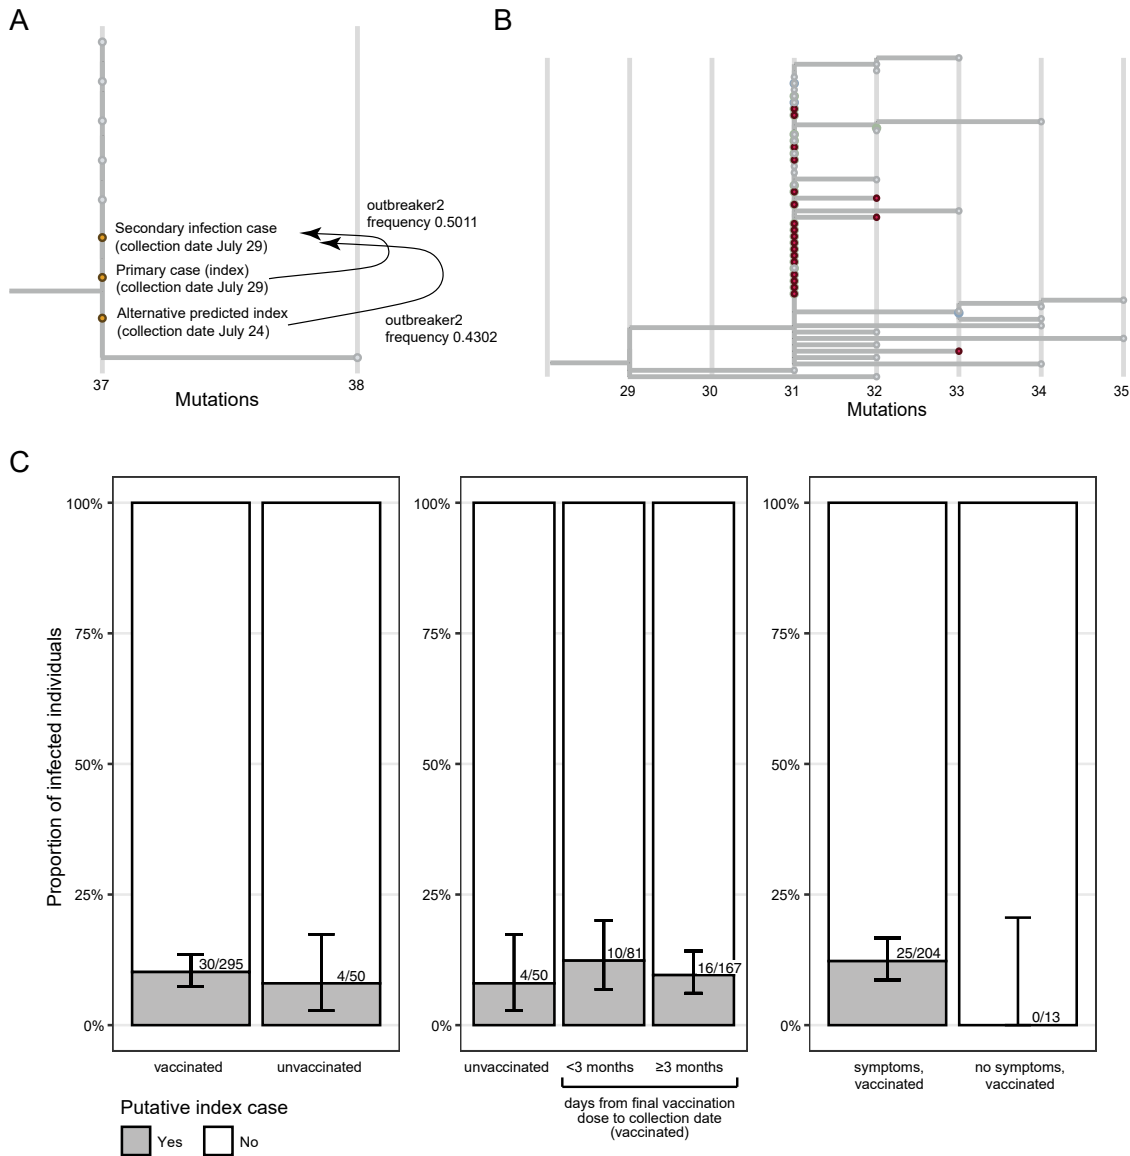 A
B
outbreaker2
frequency 0.5011
Secondary infection case
(collection date July 29)
Primary case (index)
(collection date July 29)
Alternative predicted index
(collection date July 24)
outbreaker2
frequency 0.4302
37
38
Mutations
29
30
31
32
33
34
35
Mutations
C
Proportion of infected individuals
100%
75%
50%
25%
0%
30/295
4/50
vaccinated
unvaccinated
100%
75%
50%
25%
0%
4/50
10/81
16/167
unvaccinated
<3 months
≥3 months
days from final vaccination
dose to collection date
(vaccinated)
100%
75%
50%
25%
0%
25/204
0/13
symptoms,
vaccinated
no symptoms,
vaccinated
Putative index case
Yes
No